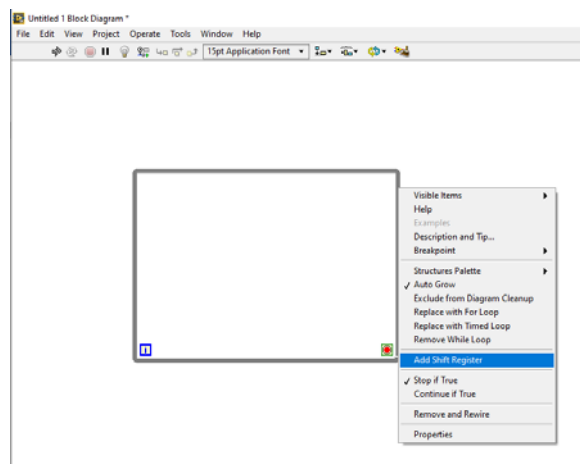 Untitled 1 Block Diagram *
File Edit View Project Operate Tools Window Help
15pt Application Font
Visible Items
Help
Examples
Description and Tip...
Breakpoint
Structures Palette
Auto Grow
Exclude from Diagram Cleanup
Replace with For Loop
Replace with Timed Loop
Remove While Loop
Add Shift Register
Stop if True
Continue if True
Remove and Rewire
Properties
i